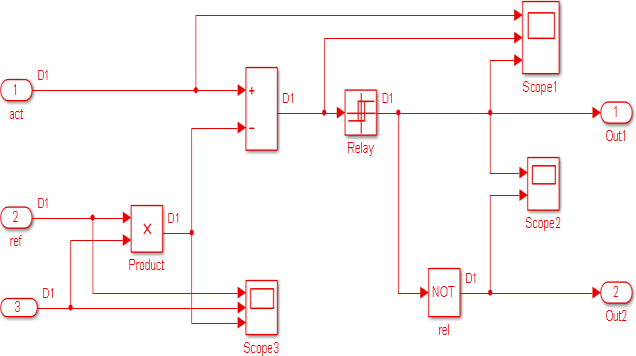 Scope1
D1
1
act
+
−
D1
D1
Relay
1
Out1
D1
2
ref
×
D1
Product
Scope2
D1
3
Scope3
NOT
D1
rel
2
Out2